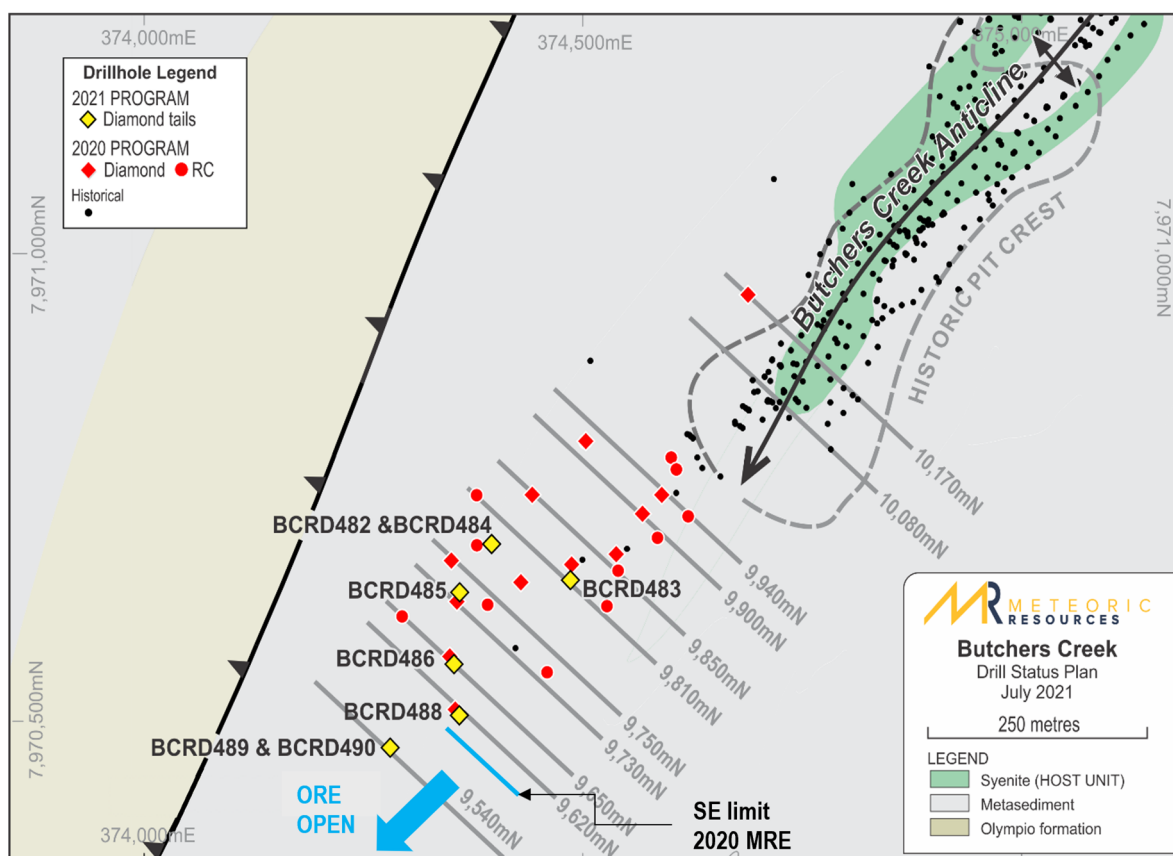 374,000mE
374,500mE
375,000mE
Drillhole Legend
2021 PROGRAM
Diamond tails
2020 PROGRAM
Diamond
RC
Historical
7,971,000mN
7,971,000mN
Butchers Creek Anticline
HISTORIC PIT CREST
10,170mN
10,080mN
9,940mN
9,900mN
9,850mN
9,810mN
9,750mN
9,730mN
9,650mN
9,620mN
9,540mN
BCRD482 &BCRD484
BCRD483
BCRD485
BCRD486
BCRD488
BCRD489 & BCRD490
7,970,500mN
ORE
OPEN
SE limit
2020 MRE
374,000mE
MR METEORIC
RESOURCES
Butchers Creek
Drill Status Plan
July 2021
250 metres
LEGEND
Syenite (HOST UNIT)
Metasediment
Olympio formation